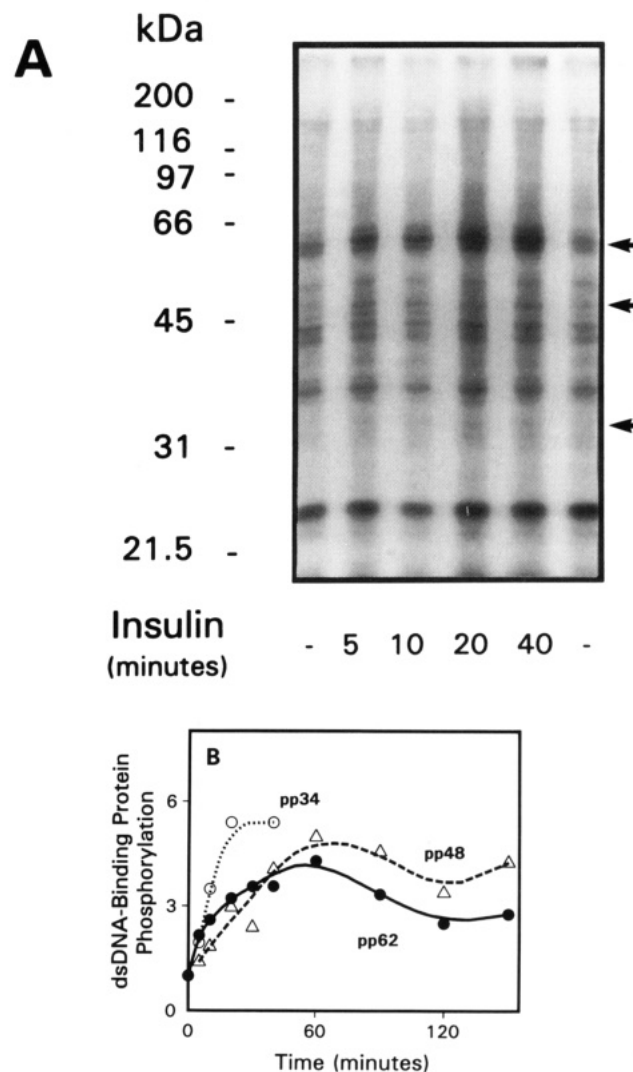 A
kDa
200 -
116 -
97 -
66 -
45 -
31 -
21.5 -
Insulin
(minutes)
- 5 10 20 40 -
B
dsDNA-Binding Protein
Phosphorylation
6
3
0
pp34
pp48
pp62
0 60 120
Time (minutes)